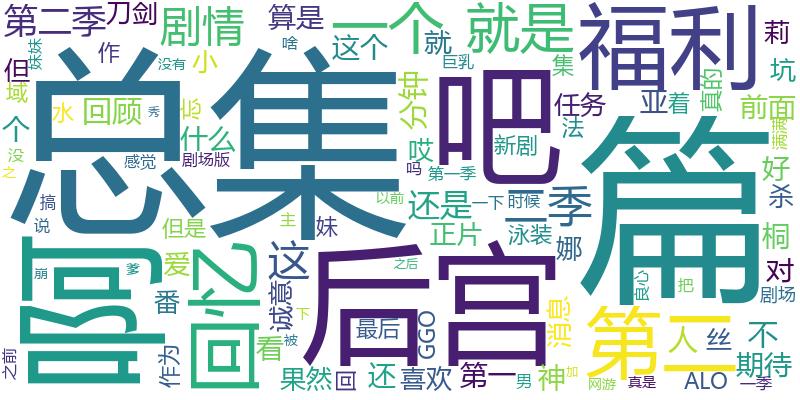 第二季
刀剑
剧情
算是
一个
就是
福利
莉
妹妹
作
没有
小
啥
这个
就
巨乳
集
真的
坑
但
域
水
回顾
秀
总集
吧
分钟
任务
亚
着
前面
个
什么
哎
新剧
法
满满
没
之
感觉
剧场版
吗
第一季
篇
好
搞
说
但是
主
妹
以前
还是
一下
时候
二季
杀
桐
啊
回忆
这
后宫
正片
泳装
娜
良心
把
对
剧场
崩
爹
爱
诚意
之后
消息
第二
番
看
下
被
最后
GGO
人
丝
不
期待
之前
作为
果然
回
还
喜欢
第一
男
神
加
网游
真是
ALO
一季